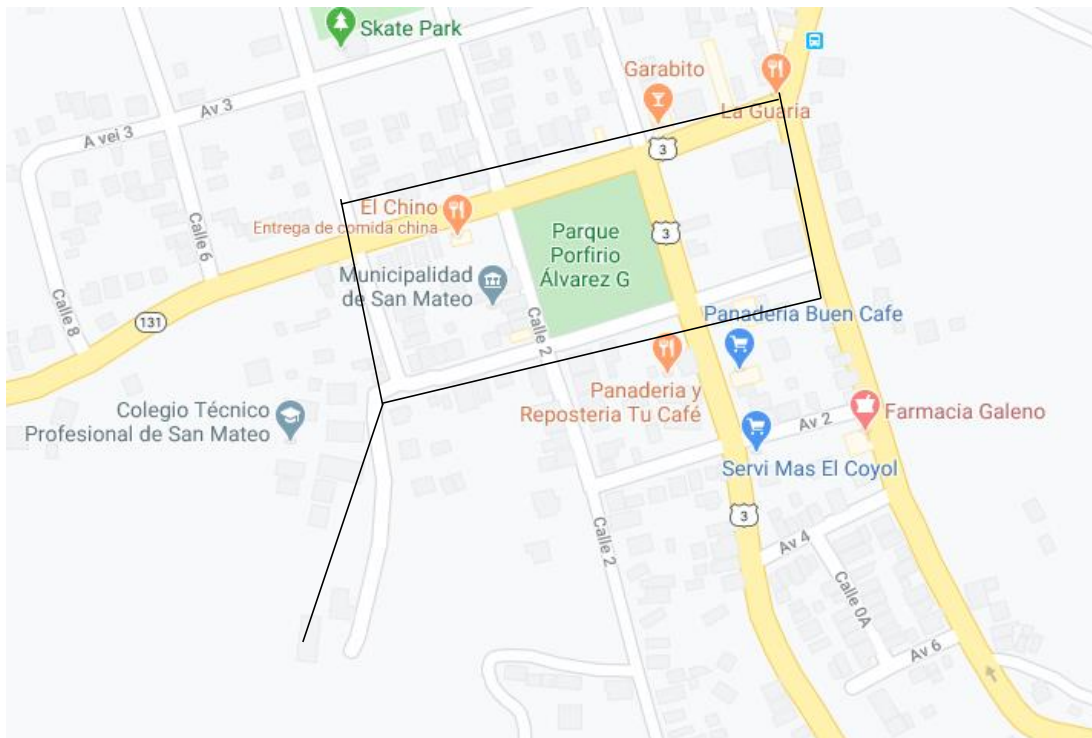 Skate Park
Garabito
La Guaria
Av 3
A vei 3
3
El Chino
Entrega de comida china
Calle 6
Parque
Porfirio
Álvarez G
3
Municipalidad
de San Mateo
Calle 8
131
Calle 2
Panaderia Buen Cafe
Panaderia y
Reposteria Tu Café
Colegio Técnico
Profesional de San Mateo
Av 2
Farmacia Galeno
Servi Mas El Coyol
3
Calle 2
Av 4
Calle 0A
Av 6